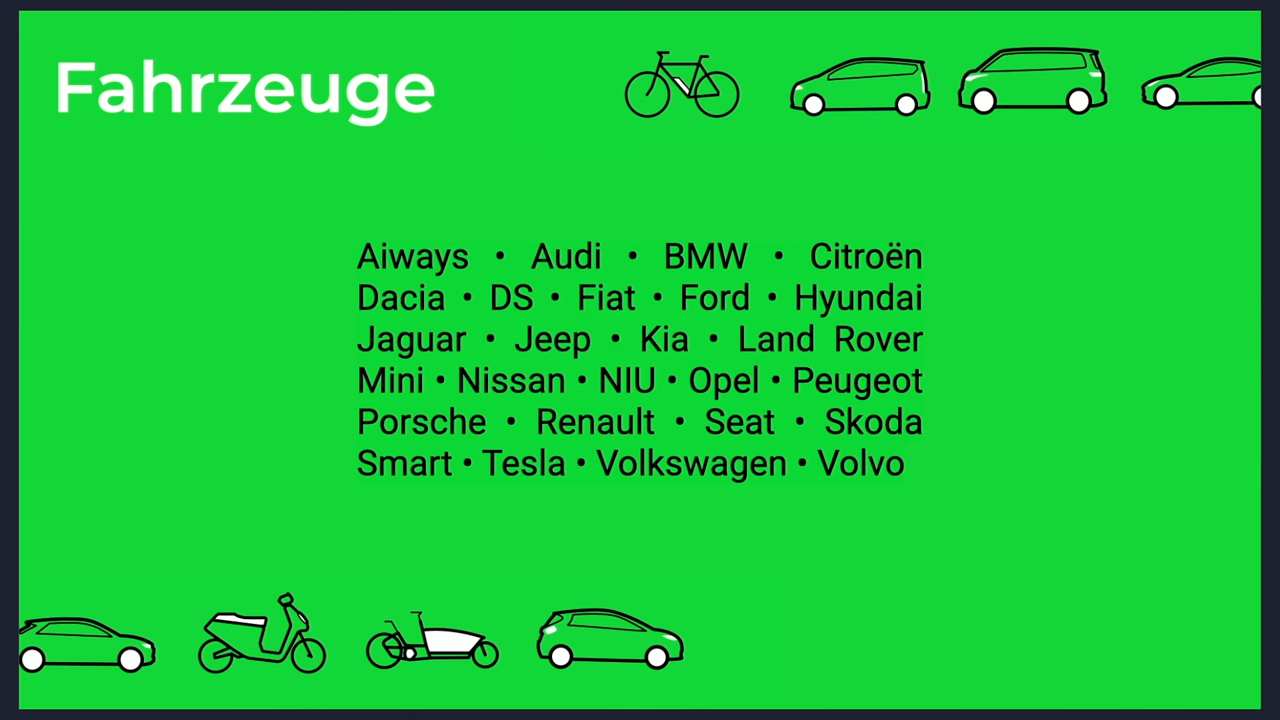 Fahrzeuge
Aiways • Audi • BMW • Citroën
Dacia • DS • Fiat • Ford • Hyundai
Jaguar • Jeep • Kia • Land Rover
Mini • Nissan • NIU • Opel • Peugeot
Porsche • Renault • Seat • Skoda
Smart • Tesla • Volkswagen • Volvo